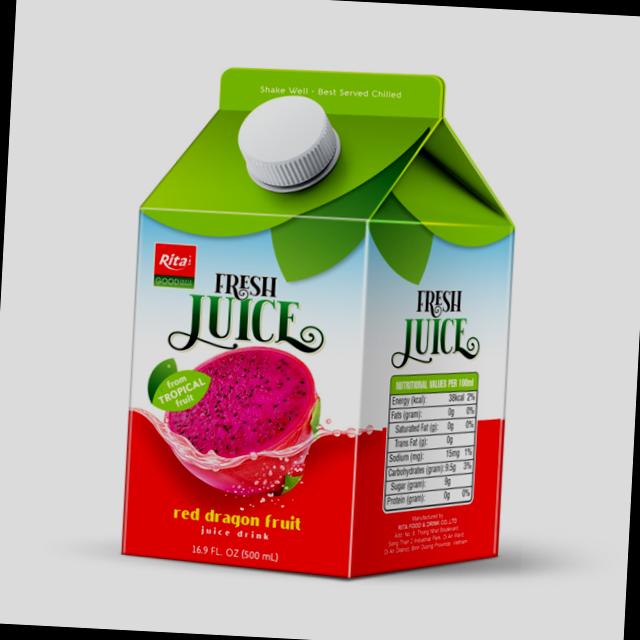 Shake Well - Best Served Chilled
Rita
FRESH
JUICE
from
TROPICAL
fruit
red dragon fruit
juice drink
16.9 FL. OZ (500 mL)
FRESH
JUICE
NUTRITIONAL VALUES PER 100ml
Energy (kcal): 38kcal 2%
Fats (gram): 0g 0%
Saturated Fat (g): 0g 0%
Trans Fat (g): 0g
Sodium (mg): 15mg 1%
Carbohydrates (gram): 9.5g 3%
Sugar (gram): 9g
Protein (gram): 0g 0%
Manufactured by
RITA FOOD & DRINK CO.,LTD